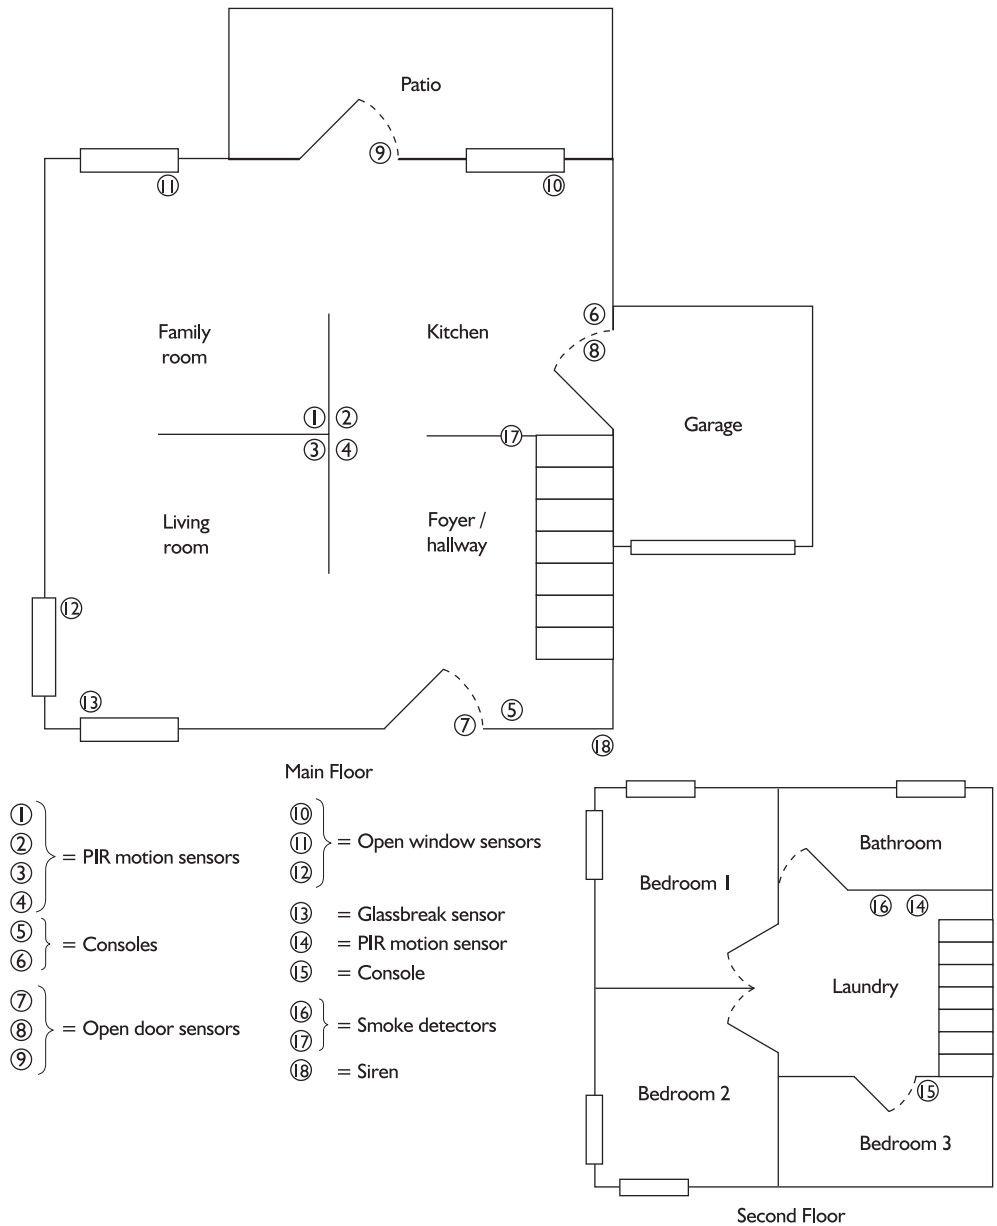 Patio
⑨
⑪
⑩
⑥
Family
room
Kitchen
⑧
① ②
③ ④
⑰
Garage
Living
room
Foyer /
hallway
⑫
⑬
⑤
⑦
⑱
Main Floor
①
②
③
④
= PIR motion sensors
⑤
⑥
= Consoles
⑦
⑧
⑨
= Open door sensors
⑩
⑪
⑫
= Open window sensors
⑬ = Glassbreak sensor
⑭ = PIR motion sensor
⑮ = Console
⑯
⑰
= Smoke detectors
⑱ = Siren
Bathroom
Bedroom 1
⑯ ⑭
Laundry
Bedroom 2
⑮
Bedroom 3
Second Floor